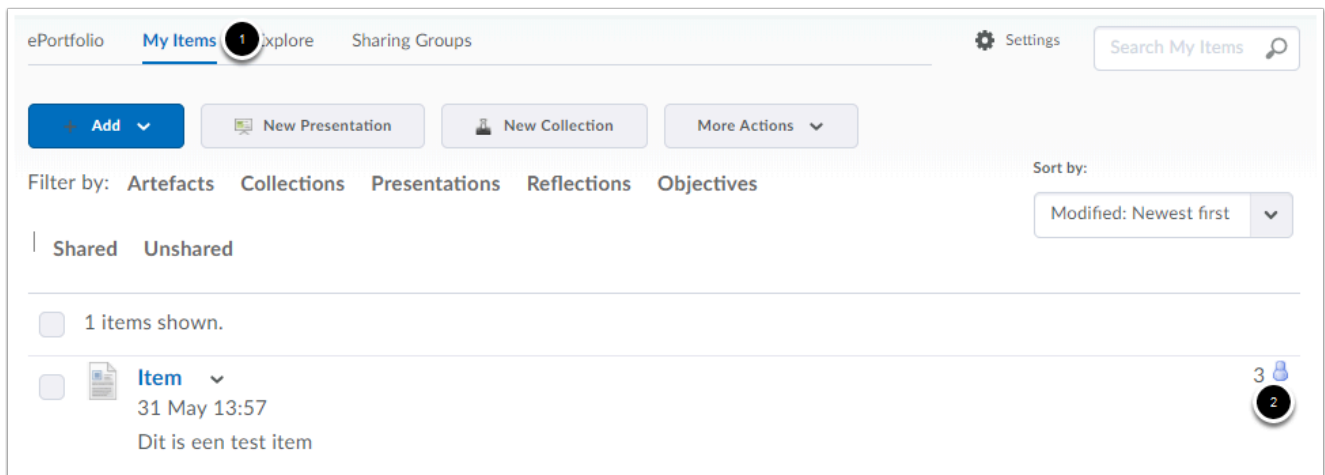 ePortfolio My Items 1 xplore Sharing Groups Settings Search My Items
Add New Presentation New Collection More Actions
Sort by:
Filter by: Artefacts Collections Presentations Reflections Objectives
Modified: Newest first
Shared Unshared
1 items shown.
Item 3
31 May 13:57 2
Dit is een test item